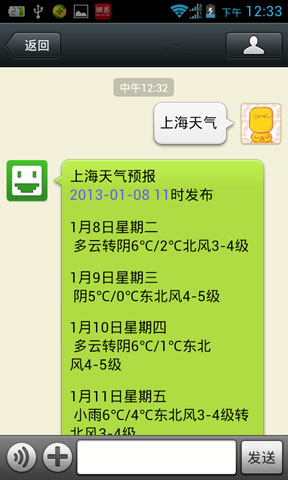 下午 12:33
返回
中午12:32
上海天气
上海天气预报
2013-01-08 11时发布
1月8日星期二
多云转阴6℃/2℃北风3-4级
1月9日星期三
阴5℃/0℃东北风4-5级
1月10日星期四
多云转阴6℃/1℃东北
风4-5级
1月11日星期五
小雨6℃/4℃东北风3-4级转
北风3-4级
发送